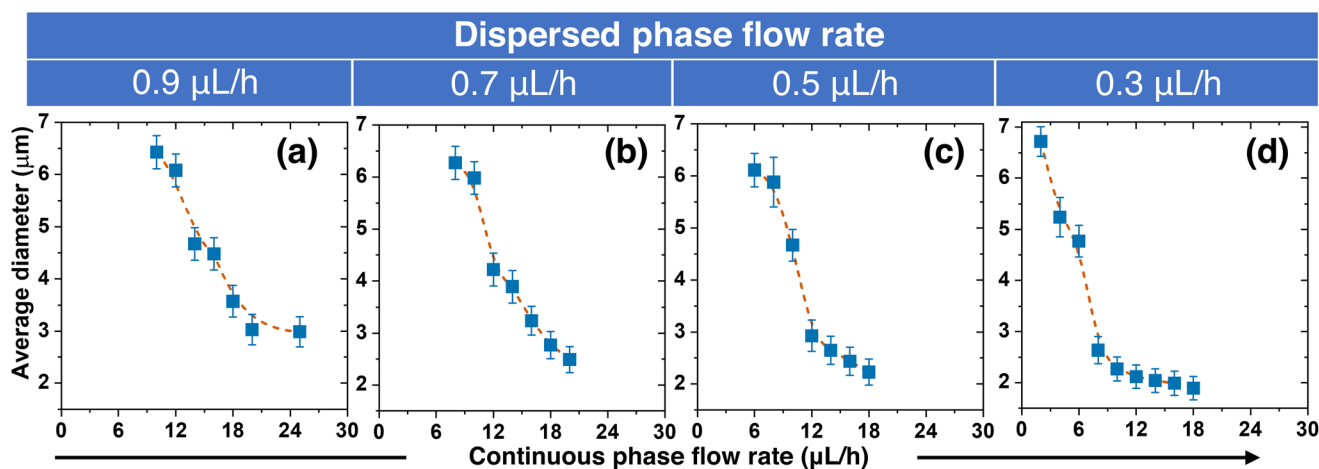 Dispersed phase flow rate
0.9 μL/h 0.7 μL/h 0.5 μL/h 0.3 μL/h
(a) (b) (c) (d)
Average diameter (μm)
7 6 5 4 3 2
7 6 5 4 3 2
7 6 5 4 3 2
7 6 5 4 3 2
0 6 12 18 24 30 0 6 12 18 24 30 0 6 12 18 24 30 0 6 12 18 24 30
Continuous phase flow rate (μL/h)